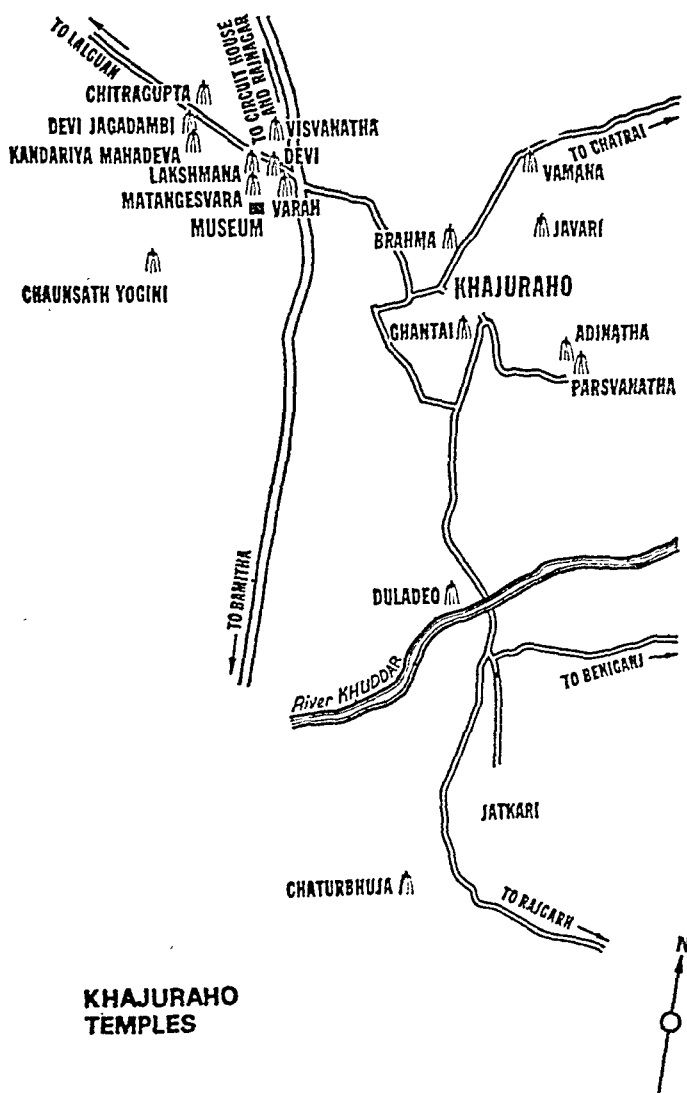 TO LALGUAN
TO CIRCUIT HOUSE
AND RAJNAGAR
CHITRAGUPTA
DEVI JAGADAMBI
VISVANATHA
KANDARIYA MAHADEVA
DEVI
LAKSHMANA
MATANGESVARA
VARAH
MUSEUM
CHAUNSATH YOGINI
TO CHATRAI
VAMANA
JAVARI
BRAHMA
KHAJURAHO
GHANTAI
ADINATHA
PARSVANATHA
TO BAMITHA
DULADEO
River KHUDDAR
TO BENIGANJ
JATKARI
CHATURBHUJA
TO RAJGARH
N
KHAJURAHO
TEMPLES